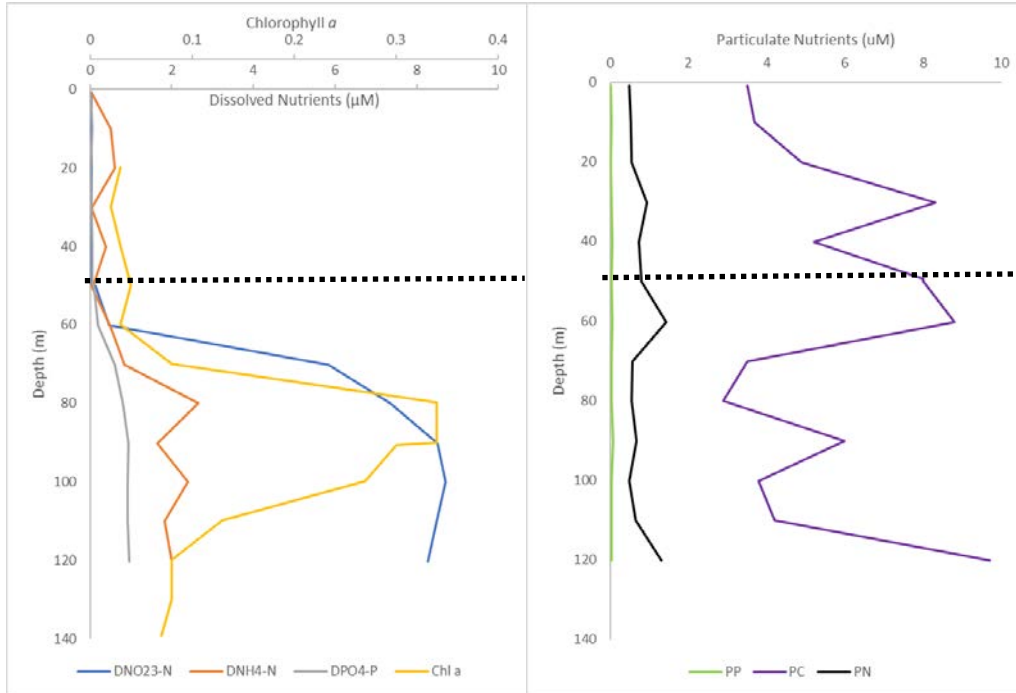 Chlorophyll a
0 0.1 0.2 0.3 0.4
0 2 4 6 8 10
Dissolved Nutrients (μM)
0
20
40
60
80
100
120
140
Depth (m)
DNO23-N DNH4-N DPO4-P Chl a
Particulate Nutrients (uM)
0 2 4 6 8 10
0
20
40
60
80
100
120
140
Depth (m)
PP PC PN